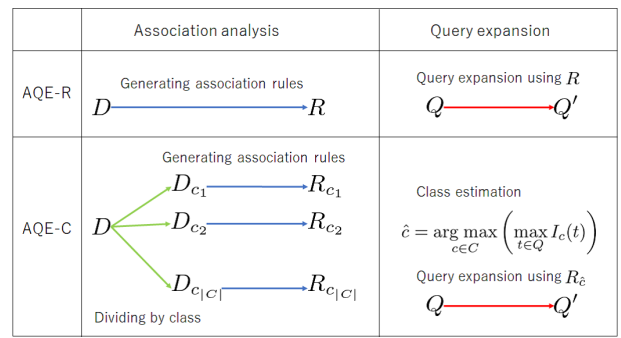 Association analysis
Query expansion
AQE-R
Generating association rules
D R
Query expansion using R
Q Q′
AQE-C
Generating association rules
D
D_{c_1} R_{c_1}
D_{c_2} R_{c_2}
D_{c_{|C|}} R_{c_{|C|}}
Dividing by class
Class estimation
ĉ = arg max_{c∈C} ( max_{t∈Q} I_c(t) )
Query expansion using R_ĉ
Q Q′